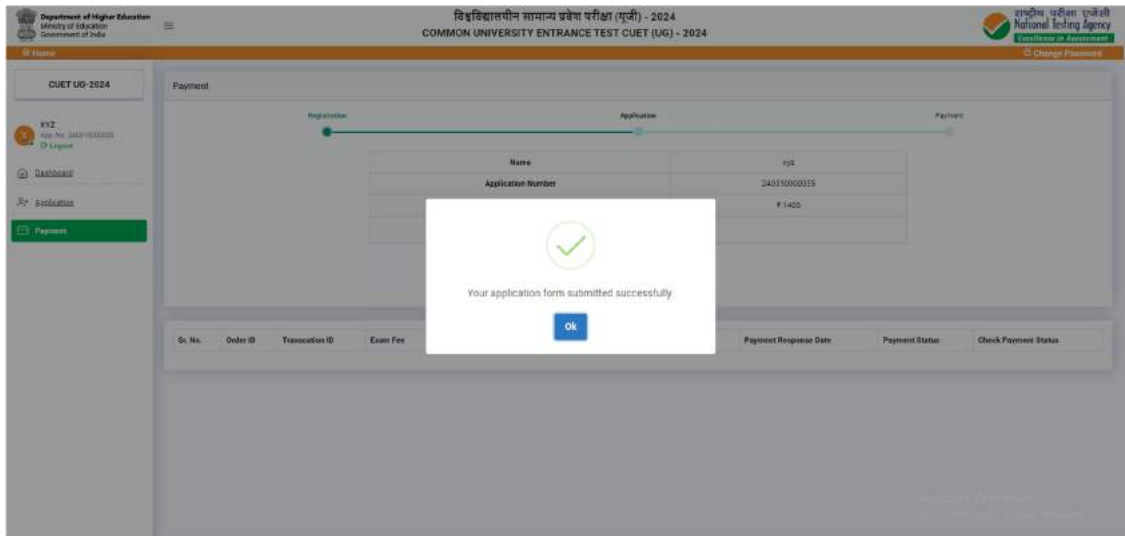 Department of Higher Education
Ministry of Education
Government of India
विश्वविद्यालयीन सामान्य प्रवेश परीक्षा (यूजी) - 2024
COMMON UNIVERSITY ENTRANCE TEST CUET (UG) - 2024
राष्ट्रीय परीक्षा एजेंसी
National Testing Agency
Excellence in Assessment
Home
Change Password
CUET UG-2024
X
XYZ
App No.
Logout
Dashboard
Application
Payment
Payment
Registration
Application
Payment
Name xyz
Application Number 240310000035
₹ 1400
Your application form submitted successfully.
Ok
Sr. No. Order ID Transcation ID Exam Fee Payment Response Date Payment Status Check Payment Status